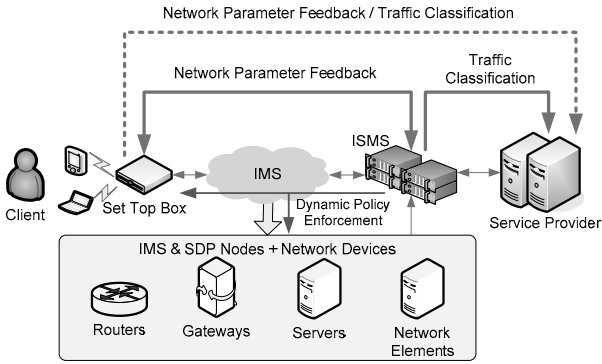 Network Parameter Feedback / Traffic Classification
Network Parameter Feedback
Traffic
Classification
ISMS
IMS
Client
Set Top Box
Dynamic Policy
Enforcement
Service Provider
IMS & SDP Nodes + Network Devices
Routers
Gateways
Servers
Network
Elements